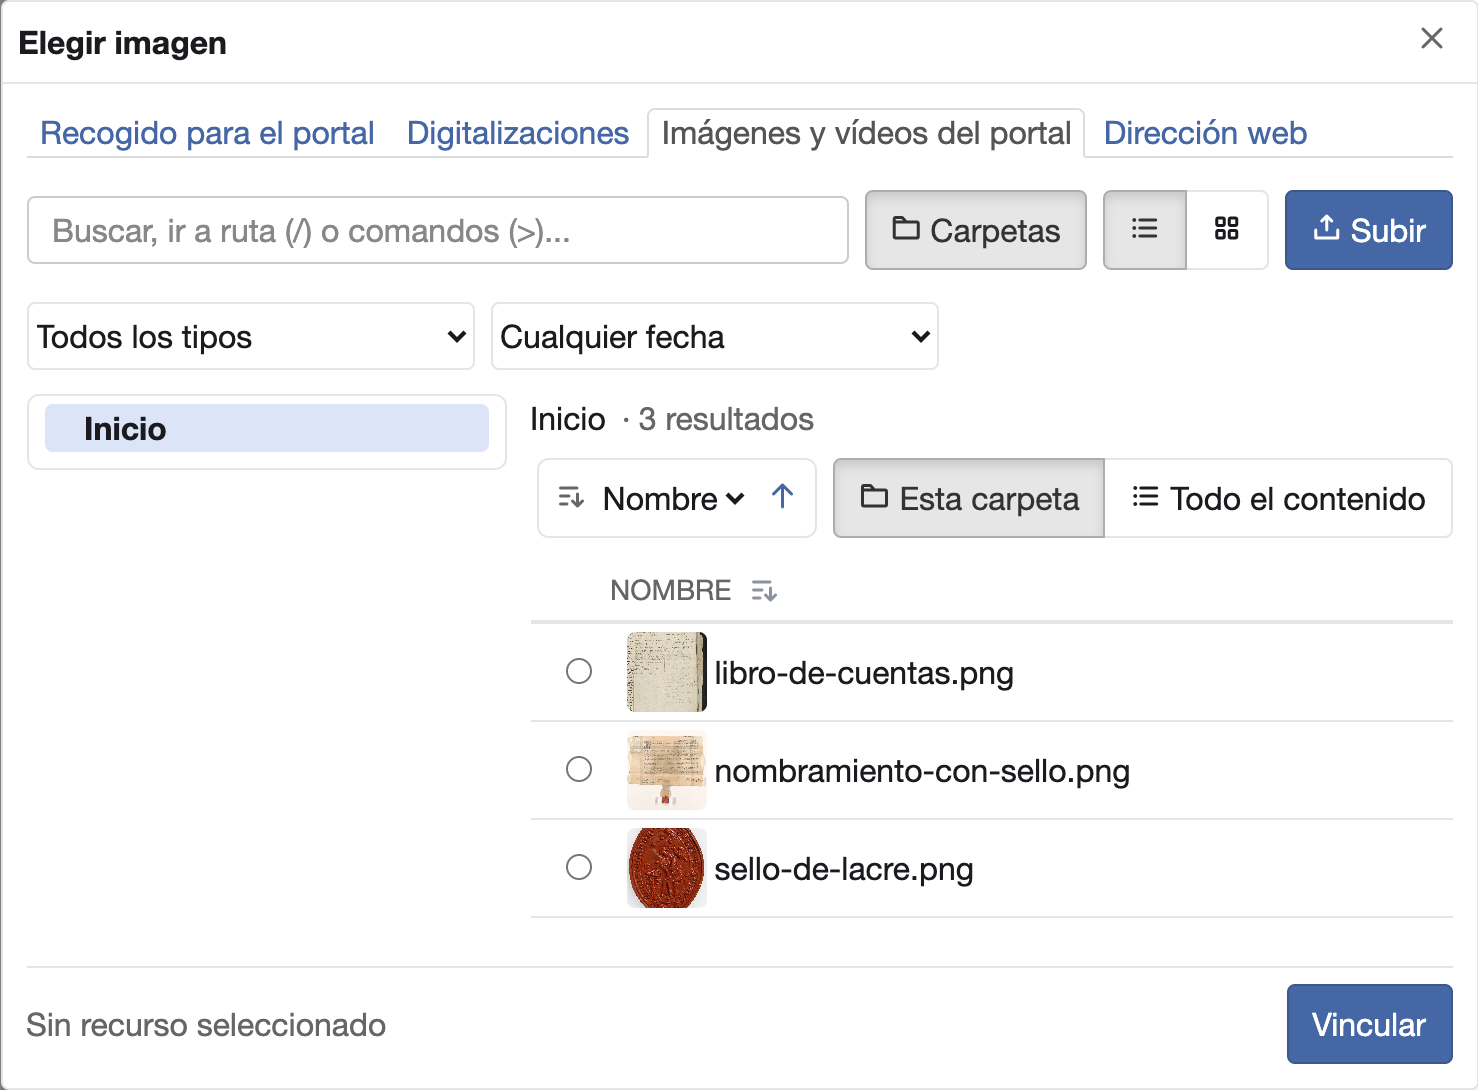 Elegir imagen
Recogido para el portal Digitalizaciones Imágenes y vídeos del portal Dirección web
Buscar, ir a ruta (/) o comandos (>)... Carpetas Subir
Todos los tipos Cualquier fecha
Inicio
Inicio · 3 resultados
Nombre Esta carpeta Todo el contenido
NOMBRE
libro-de-cuentas.png
nombramiento-con-sello.png
sello-de-lacre.png
Sin recurso seleccionado Vincular